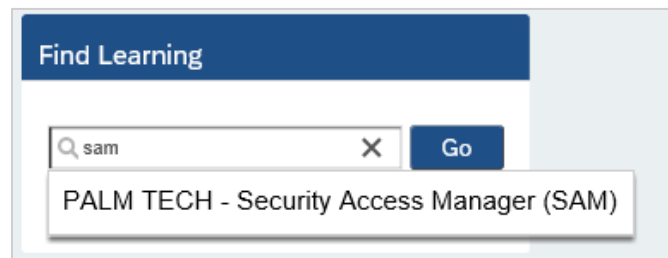 Find Learning
sam
Go
PALM TECH - Security Access Manager (SAM)